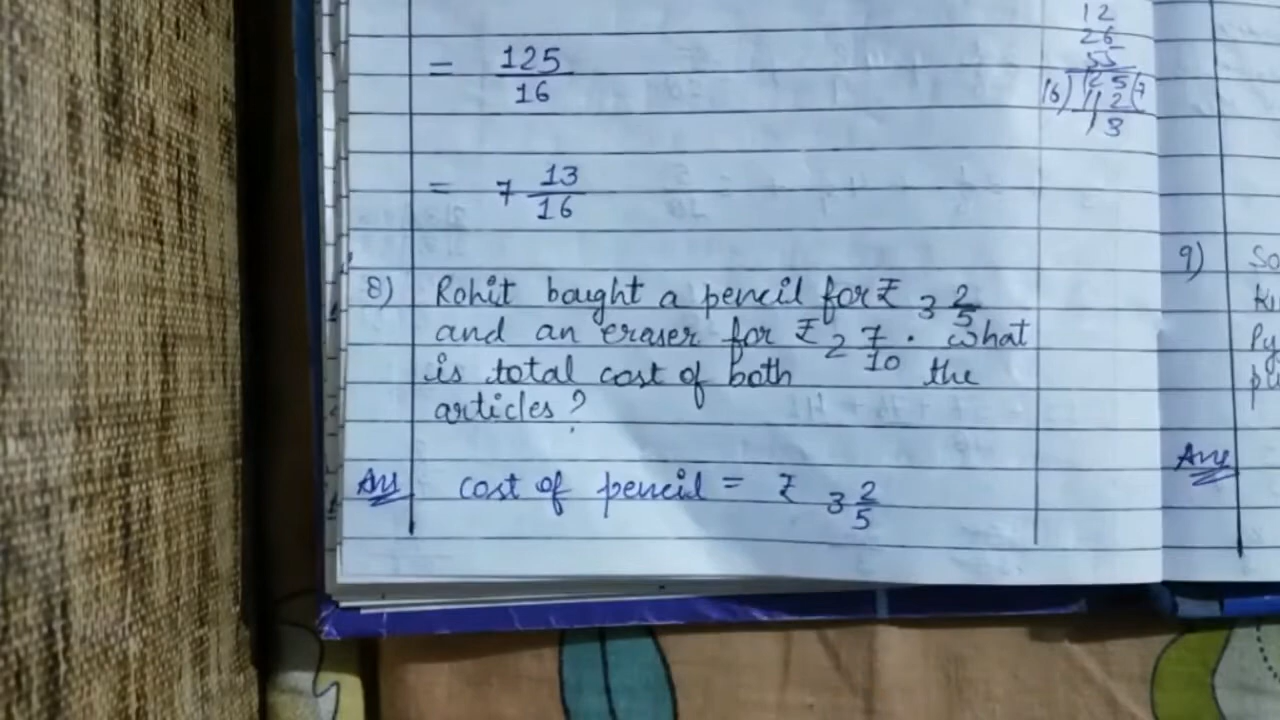 = 125/16
= 7 13/16
12
26
55
16) 125 (7
112
13
8) Rohit bought a pencil for ₹ 3 2/5
and an eraser for ₹ 2 7/10. what
is total cost of both the
articles?
Ans cost of pencil = ₹ 3 2/5
9)
Ans